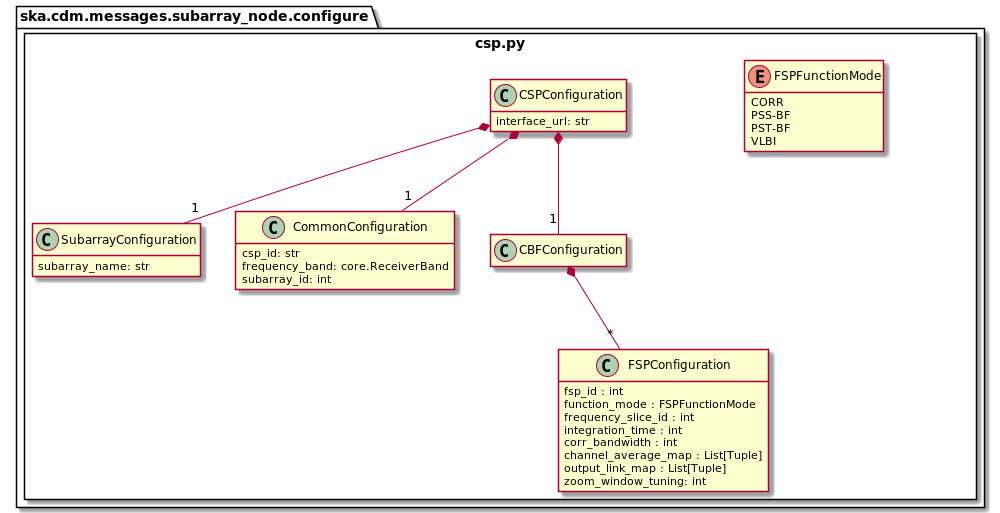 ska.cdm.messages.subarray_node.configure
csp.py
E FSPFunctionMode
CORR
PSS-BF
PST-BF
VLBI
C CSPConfiguration
interface_url: str
1
1
1
C SubarrayConfiguration
subarray_name: str
C CommonConfiguration
csp_id: str
frequency_band: core.ReceiverBand
subarray_id: int
C CBFConfiguration
*
C FSPConfiguration
fsp_id : int
function_mode : FSPFunctionMode
frequency_slice_id : int
integration_time : int
corr_bandwidth : int
channel_average_map : List[Tuple]
output_link_map : List[Tuple]
zoom_window_tuning: int